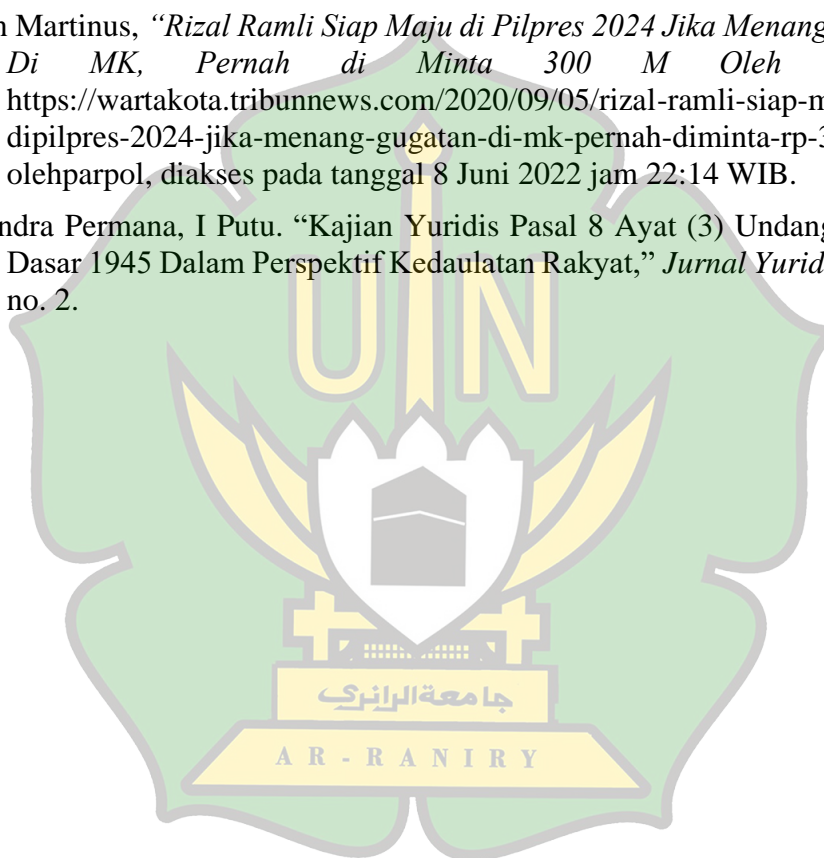 n Martinus, “Rizal Ramli Siap Maju di Pilpres 2024 Jika Menang
Di MK, Pernah di Minta 300 M Oleh
https://wartakota.tribunnews.com/2020/09/05/rizal-ramli-siap-m
dipilpres-2024-jika-menang-gugatan-di-mk-pernah-diminta-rp-3
olehparpol, diakses pada tanggal 8 Juni 2022 jam 22:14 WIB.
ndra Permana, I Putu. “Kajian Yuridis Pasal 8 Ayat (3) Undang
Dasar 1945 Dalam Perspektif Kedaulatan Rakyat,” Jurnal Yurid
no. 2.
UIN
جامعةالرانري
AR-RANIRY